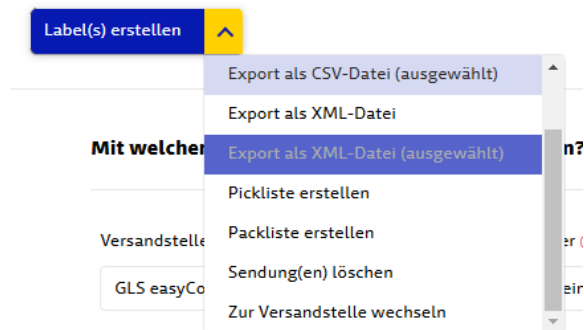 Label(s) erstellen
Export als CSV-Datei (ausgewählt)
Export als XML-Datei
Mit welcher
Export als XML-Datei (ausgewählt)
n?
Pickliste erstellen
Versandstelle
Packliste erstellen
er
Sendung(en) löschen
GLS easyCo
ein
Zur Versandstelle wechseln